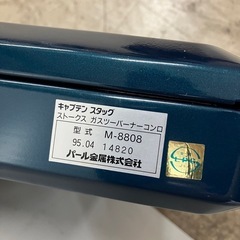 キャプテン スタッグ
ストークス ガスツーバーナーコンロ
型式 M-8808
95.04 14820
パール金属株式会社